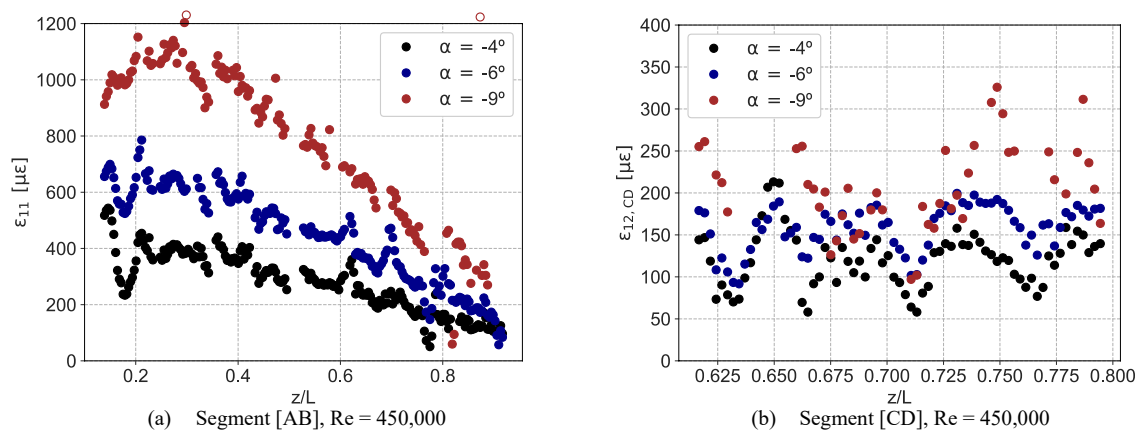 1200
1000
800
600
400
200
0
ε11 [με]
α = -4º
α = -6º
α = -9º
0.2
0.4
0.6
0.8
z/L
(a) Segment [AB], Re = 450,000
400
350
300
250
200
150
100
50
0
ε12, CD [με]
α = -4º
α = -6º
α = -9º
0.625
0.650
0.675
0.700
0.725
0.750
0.775
0.800
z/L
(b) Segment [CD], Re = 450,000